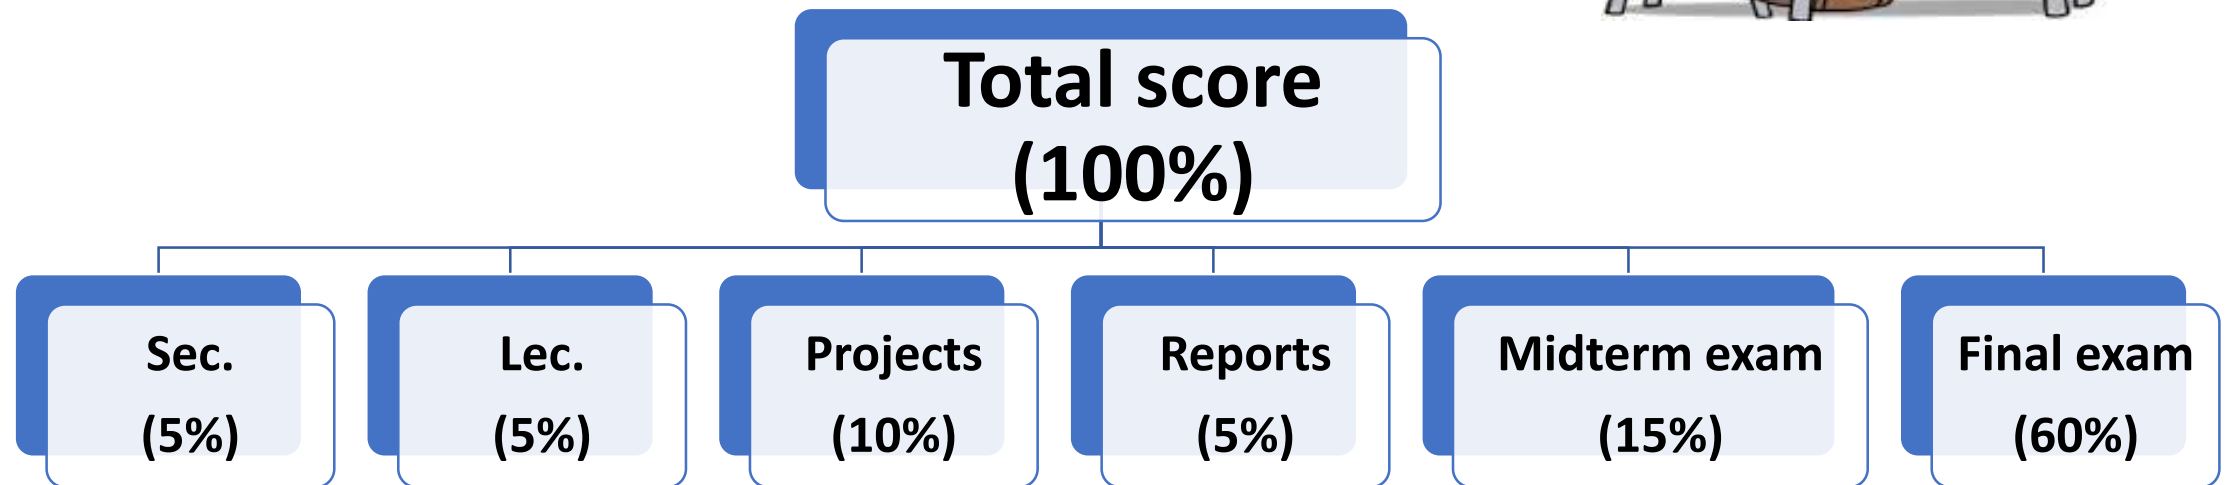 Total score
(100%)
Sec.
(5%)
Lec.
(5%)
Projects
(10%)
Reports
(5%)
Midterm exam
(15%)
Final exam
(60%)